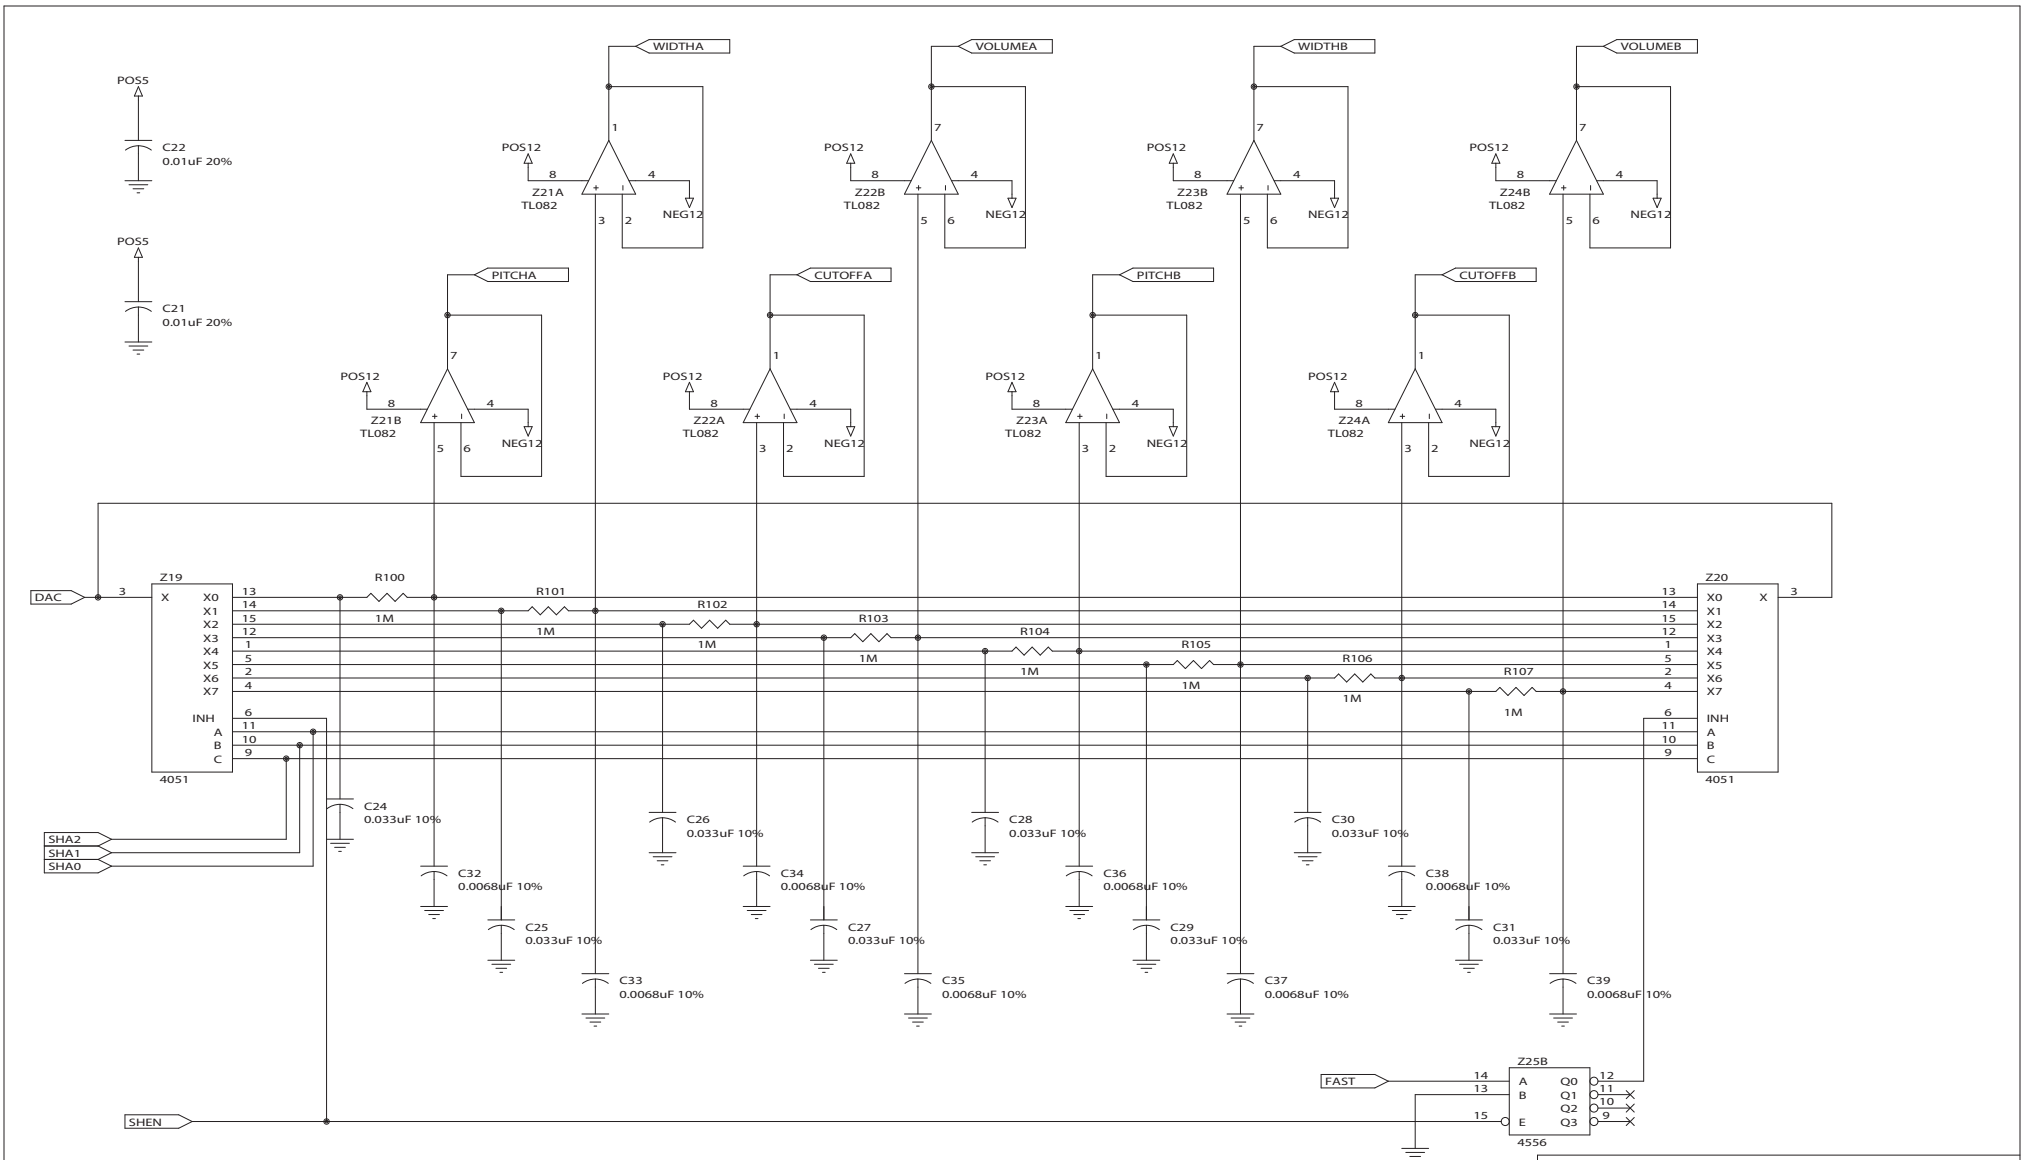 WIDTHA
VOLUMEA
WIDTHB
VOLUMEB
POS5
C22
0.01uF 20%
POS12
8
1
4
Z21A
TL082
+
−
3
2
NEG12
POS12
8
7
4
Z22B
TL082
+
−
5
6
NEG12
POS12
8
7
4
Z23B
TL082
+
−
5
6
NEG12
POS12
8
7
4
Z24B
TL082
+
−
5
6
NEG12
POS5
C21
0.01uF 20%
PITCHA
CUTOFFA
PITCHB
CUTOFFB
POS12
8
7
4
Z21B
TL082
+
−
5
6
NEG12
POS12
8
1
4
Z22A
TL082
+
−
3
2
NEG12
POS12
8
1
4
Z23A
TL082
+
−
3
2
NEG12
POS12
8
1
4
Z24A
TL082
+
−
3
2
NEG12
DAC
3
Z19
X
X0 13
X1 14
X2 15
X3 12
X4 1
X5 5
X6 2
X7 4
INH 6
A 11
B 10
C 9
4051
R100
1M
R101
1M
R102
1M
R103
1M
R104
1M
R105
1M
R106
1M
R107
1M
Z20
13 X0
14 X1
15 X2
12 X3
1 X4
5 X5
2 X6
4 X7
6 INH
11 A
10 B
9 C
X 3
4051
SHA2
SHA1
SHA0
C24
0.033uF 10%
C26
0.033uF 10%
C28
0.033uF 10%
C30
0.033uF 10%
C32
0.0068uF 10%
C34
0.0068uF 10%
C36
0.0068uF 10%
C38
0.0068uF 10%
C25
0.033uF 10%
C27
0.033uF 10%
C29
0.033uF 10%
C31
0.033uF 10%
C33
0.0068uF 10%
C35
0.0068uF 10%
C37
0.0068uF 10%
C39
0.0068uF 10%
SHEN
FAST
Z25B
14 A Q0 12
13 B Q1 11
Q2 10
15 E Q3 9
4556